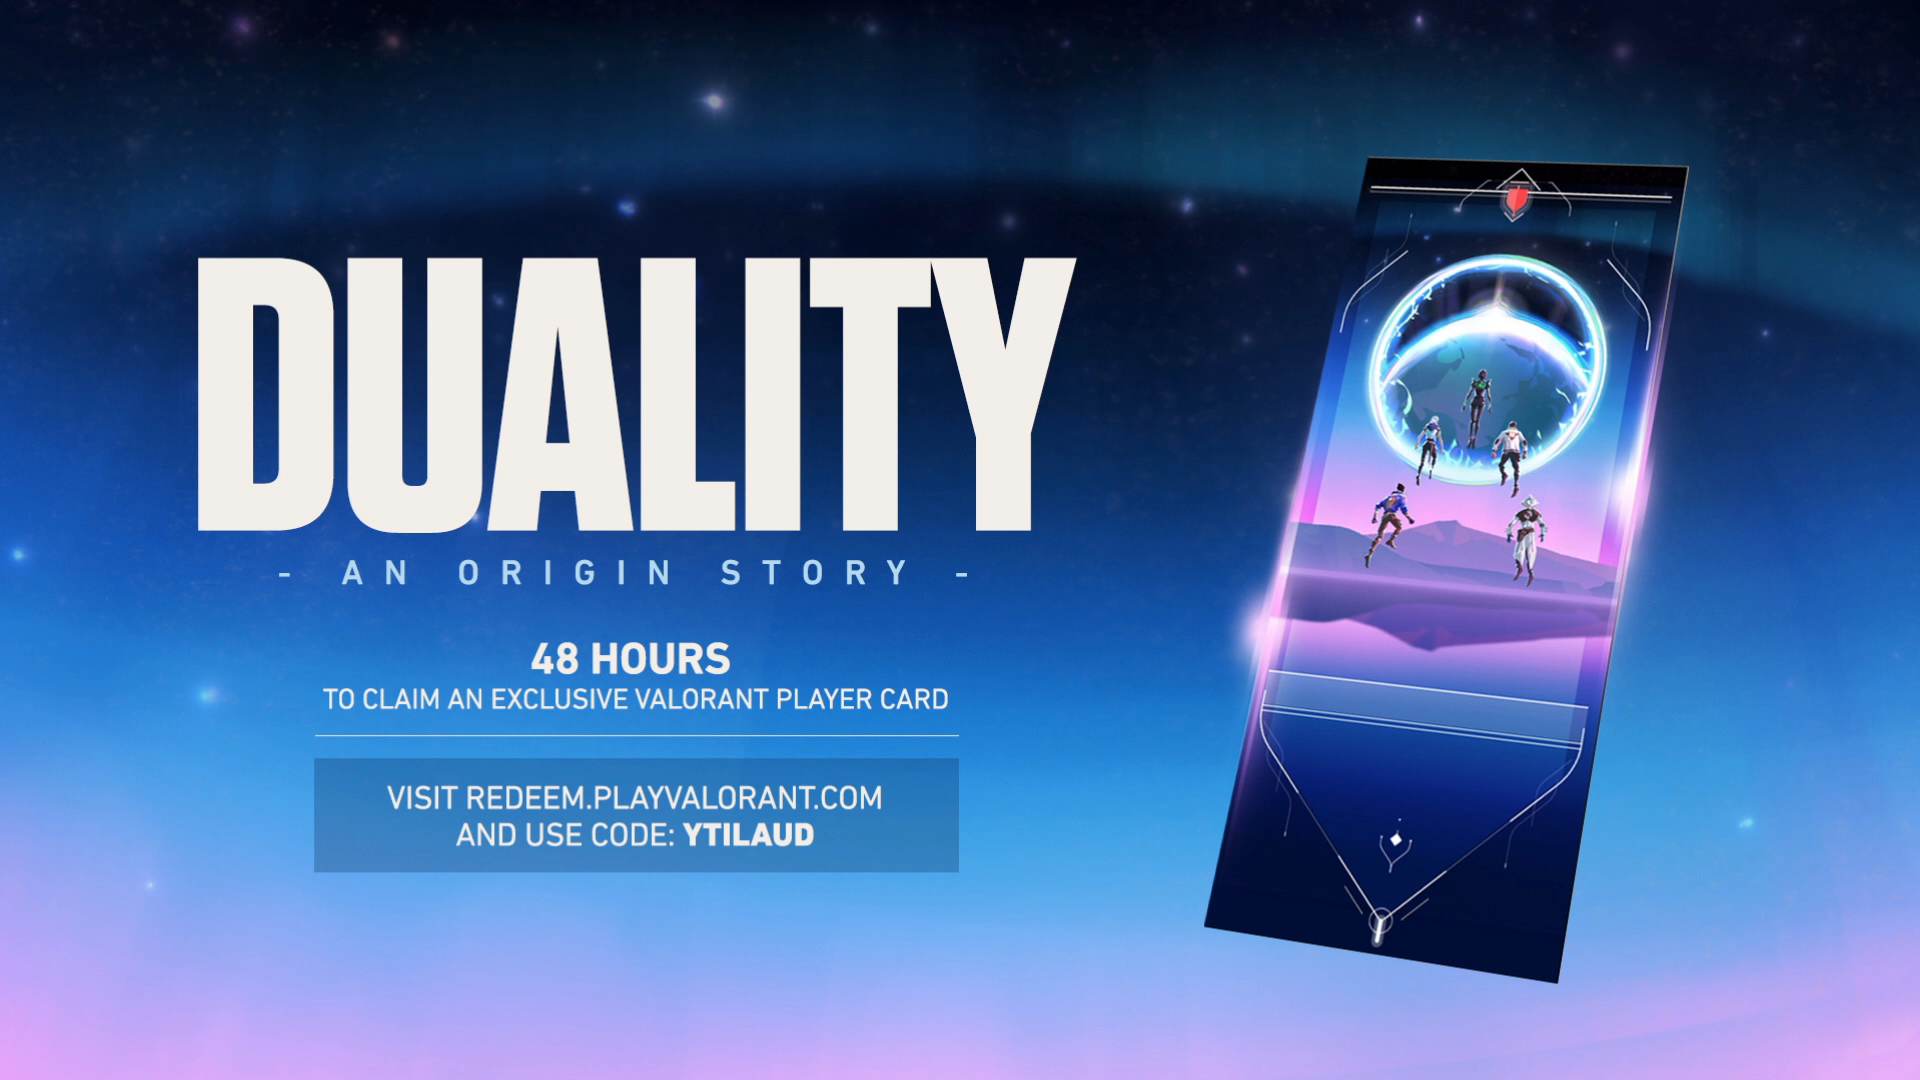 DUALITY
- AN ORIGIN STORY -
48 HOURS
TO CLAIM AN EXCLUSIVE VALORANT PLAYER CARD
VISIT REDEEM.PLAYVALORANT.COM
AND USE CODE: YTILAUD